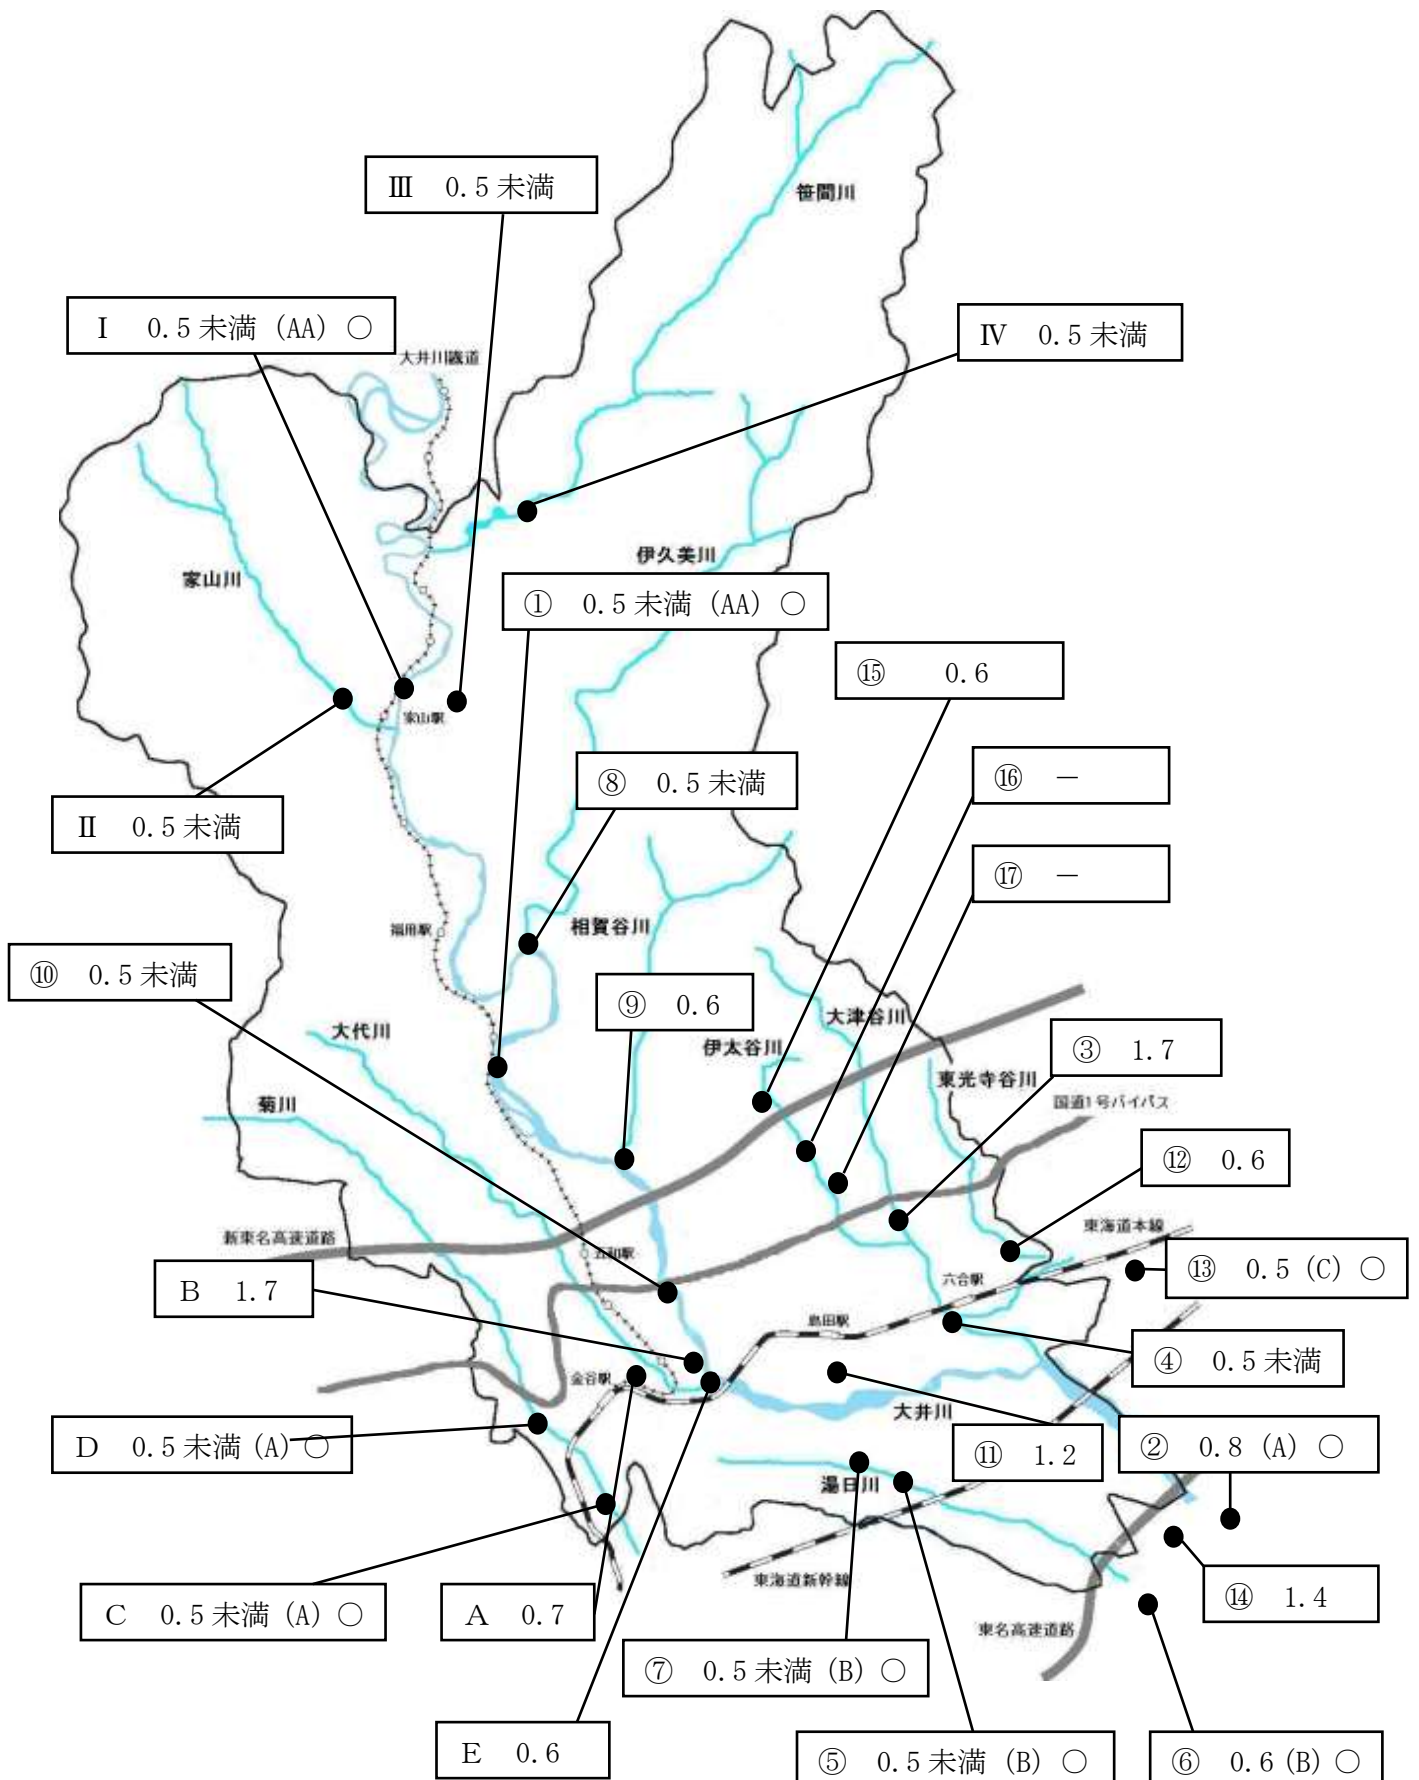 笹間川
Ⅲ 0.5未満
Ⅰ 0.5未満(AA)○
Ⅳ 0.5未満
大井川鐵道
伊久美川
家山川
① 0.5未満(AA)○
⑮ 0.6
家山駅
⑧ 0.5未満
⑯ －
Ⅱ 0.5未満
⑰ －
相賀谷川
福用駅
⑩ 0.5未満
⑨ 0.6
大津谷川
大代川
伊太谷川
③ 1.7
東光寺谷川
菊川
国道1号バイパス
⑫ 0.6
新東名高速道路
五和駅
東海道本線
B 1.7
六合駅
⑬ 0.5(C)○
島田駅
④ 0.5未満
金谷駅
大井川
D 0.5未満(A)○
⑪ 1.2
② 0.8(A)○
湯日川
東海道新幹線
C 0.5未満(A)○
A 0.7
⑭ 1.4
東名高速道路
⑦ 0.5未満(B)○
E 0.6
⑤ 0.5未満(B)○
⑥ 0.6(B)○